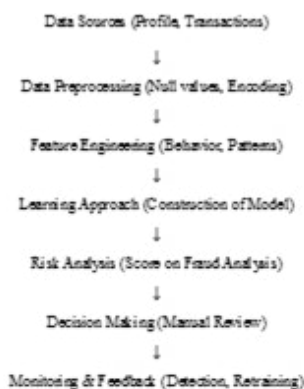 Data Sources (Profile, Transactions)
↓
Data Preprocessing (Null values, Encoding)
↓
Feature Engineering (Behavior, Patterns)
↓
Learning Approach (Construction of Model)
↓
Risk Analysis (Score on Fraud Analysis)
↓
Decision Making (Manual Review)
↓
Monitoring & Feedback (Detection, Retraining)